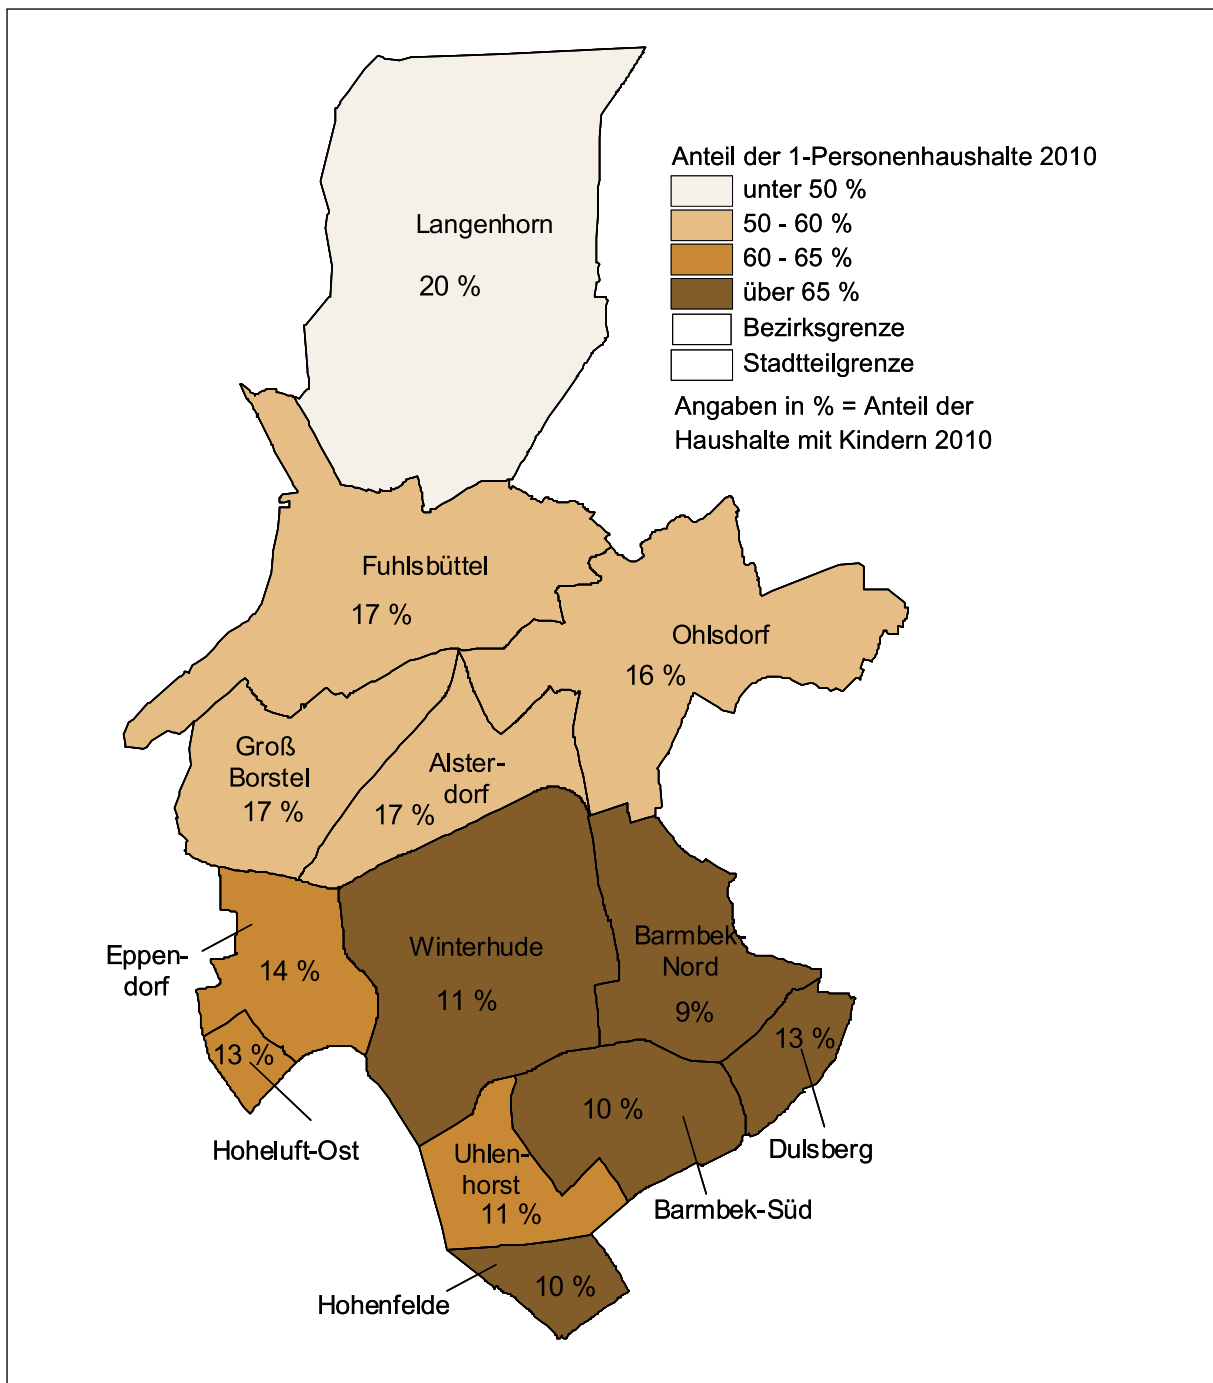 Anteil der 1-Personenhaushalte 2010
unter 50 %
50 - 60 %
60 - 65 %
über 65 %
Bezirksgrenze
Stadtteilgrenze
Angaben in % = Anteil der
Haushalte mit Kindern 2010
Langenhorn
20 %
Fuhlsbüttel
17 %
Ohlsdorf
16 %
Groß
Borstel
17 %
Alster-
dorf
17 %
Eppen-
dorf
14 %
Winterhude
11 %
Barmbek-
Nord
9%
13 %
Dulsberg
13 %
Hoheluft-Ost
10 %
Barmbek-Süd
Uhlen-
horst
11 %
Hohenfelde
10 %